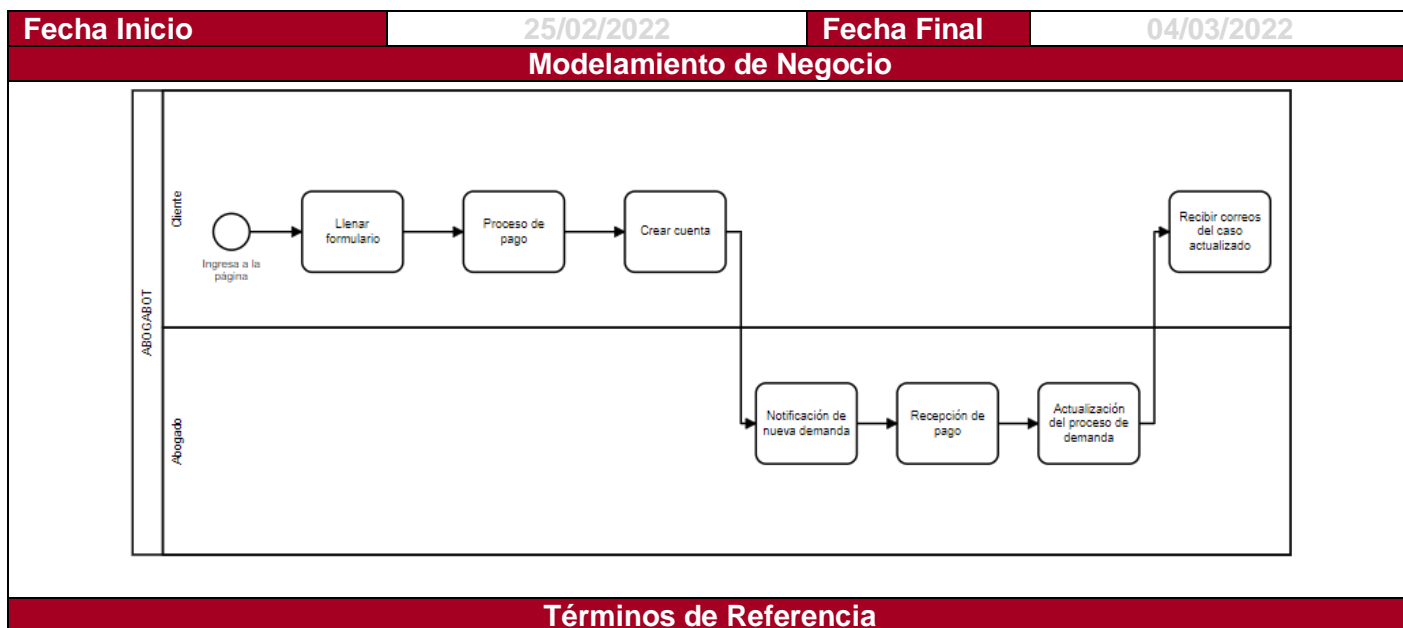 Fecha Inicio 25/02/2022 Fecha Final 04/03/2022
Modelamiento de Negocio
ABOGABOT
Cliente
Ingresa a la
página
Llenar
formulario
Proceso de
pago
Crear cuenta
Recibir correos
del caso
actualizado
Abogado
Notificación de
nueva demanda
Recepción de
pago
Actualización
del proceso de
demanda
Términos de Referencia